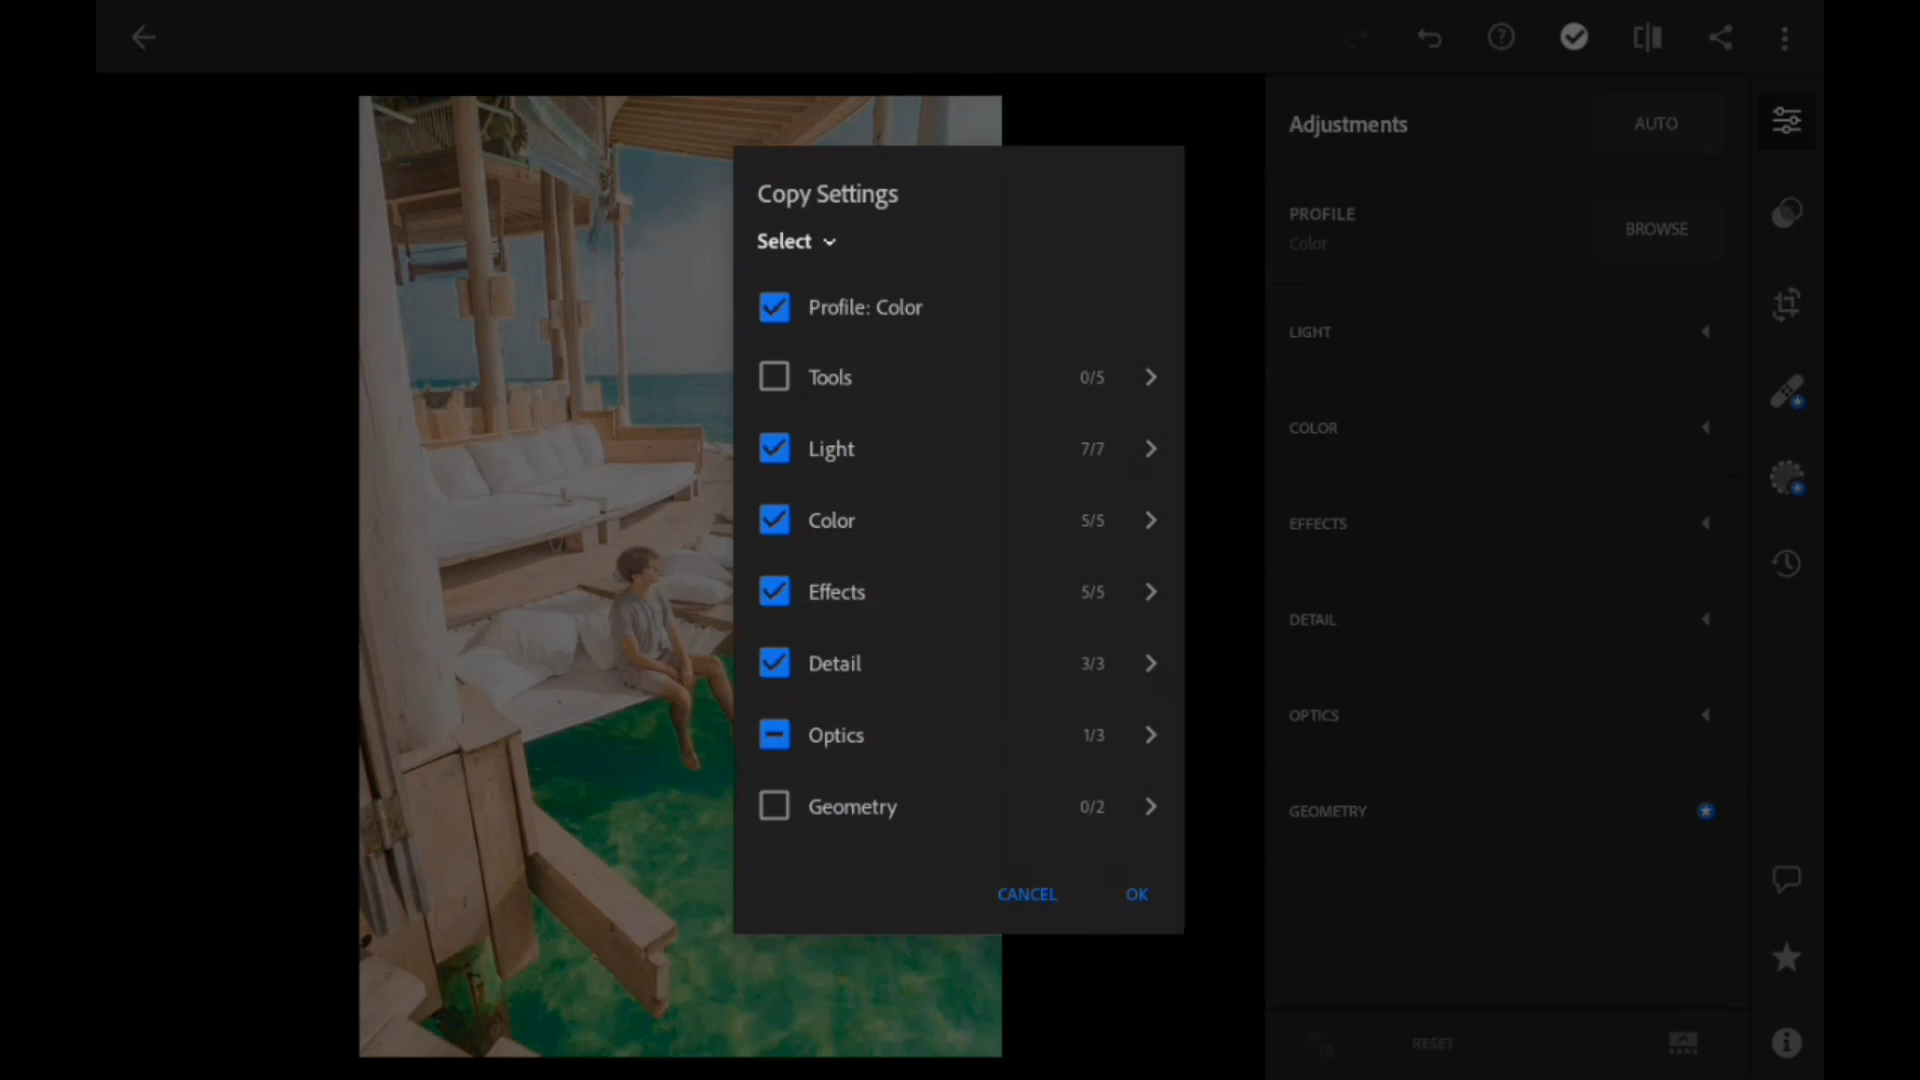 Adjustments
AUTO
PROFILE
Color
BROWSE
LIGHT
COLOR
EFFECTS
DETAIL
OPTICS
GEOMETRY
RESET
Copy Settings
Select
Profile: Color
Tools 0/5
Light 7/7
Color 5/5
Effects 5/5
Detail 3/3
Optics 1/3
Geometry 0/2
CANCEL OK